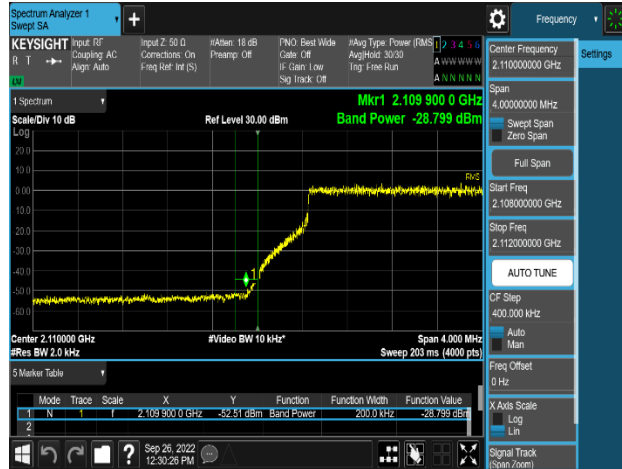 Spectrum Analyzer 1
Swept SA
Frequency
KEYSIGHT
R T
LV
Input: RF
Coupling: AC
Align: Auto
Input Z: 50 Ω
Corrections: On
Freq Ref: Int (S)
#Atten: 18 dB
Preamp: Off
PNO: Best Wide
Gate: Off
IF Gain: Low
Sig Track: Off
#Avg Type: Power (RMS
Avg|Hold: 30/30
Trig: Free Run
1 2 3 4 5 6
A W W W W W
A N N N N N
Center Frequency
2.110000000 GHz
Settings
Span
4.00000000 MHz
Swept Span
Zero Span
Full Span
Start Freq
2.108000000 GHz
Stop Freq
2.112000000 GHz
AUTO TUNE
CF Step
400.000 kHz
Auto
Man
Freq Offset
0 Hz
X Axis Scale
Log
Lin
Signal Track
(Span Zoom)
1 Spectrum
Scale/Div 10 dB
Ref Level 30.00 dBm
Mkr1 2.109 900 0 GHz
Band Power -28.799 dBm
Log
20.0
10.0
0.00
-10.0
-20.0
-30.0
-40.0
-50.0
-60.0
RMS
1
Center 2.110000 GHz
#Res BW 2.0 kHz
#Video BW 10 kHz*
Span 4.000 MHz
Sweep 203 ms (4000 pts)
5 Marker Table
Mode Trace Scale X Y Function Function Width Function Value
1 N 1 f 2.109 900 0 GHz -52.51 dBm Band Power 200.0 kHz -28.799 dBm
2
?
Sep 26, 2022
12:30:26 PM